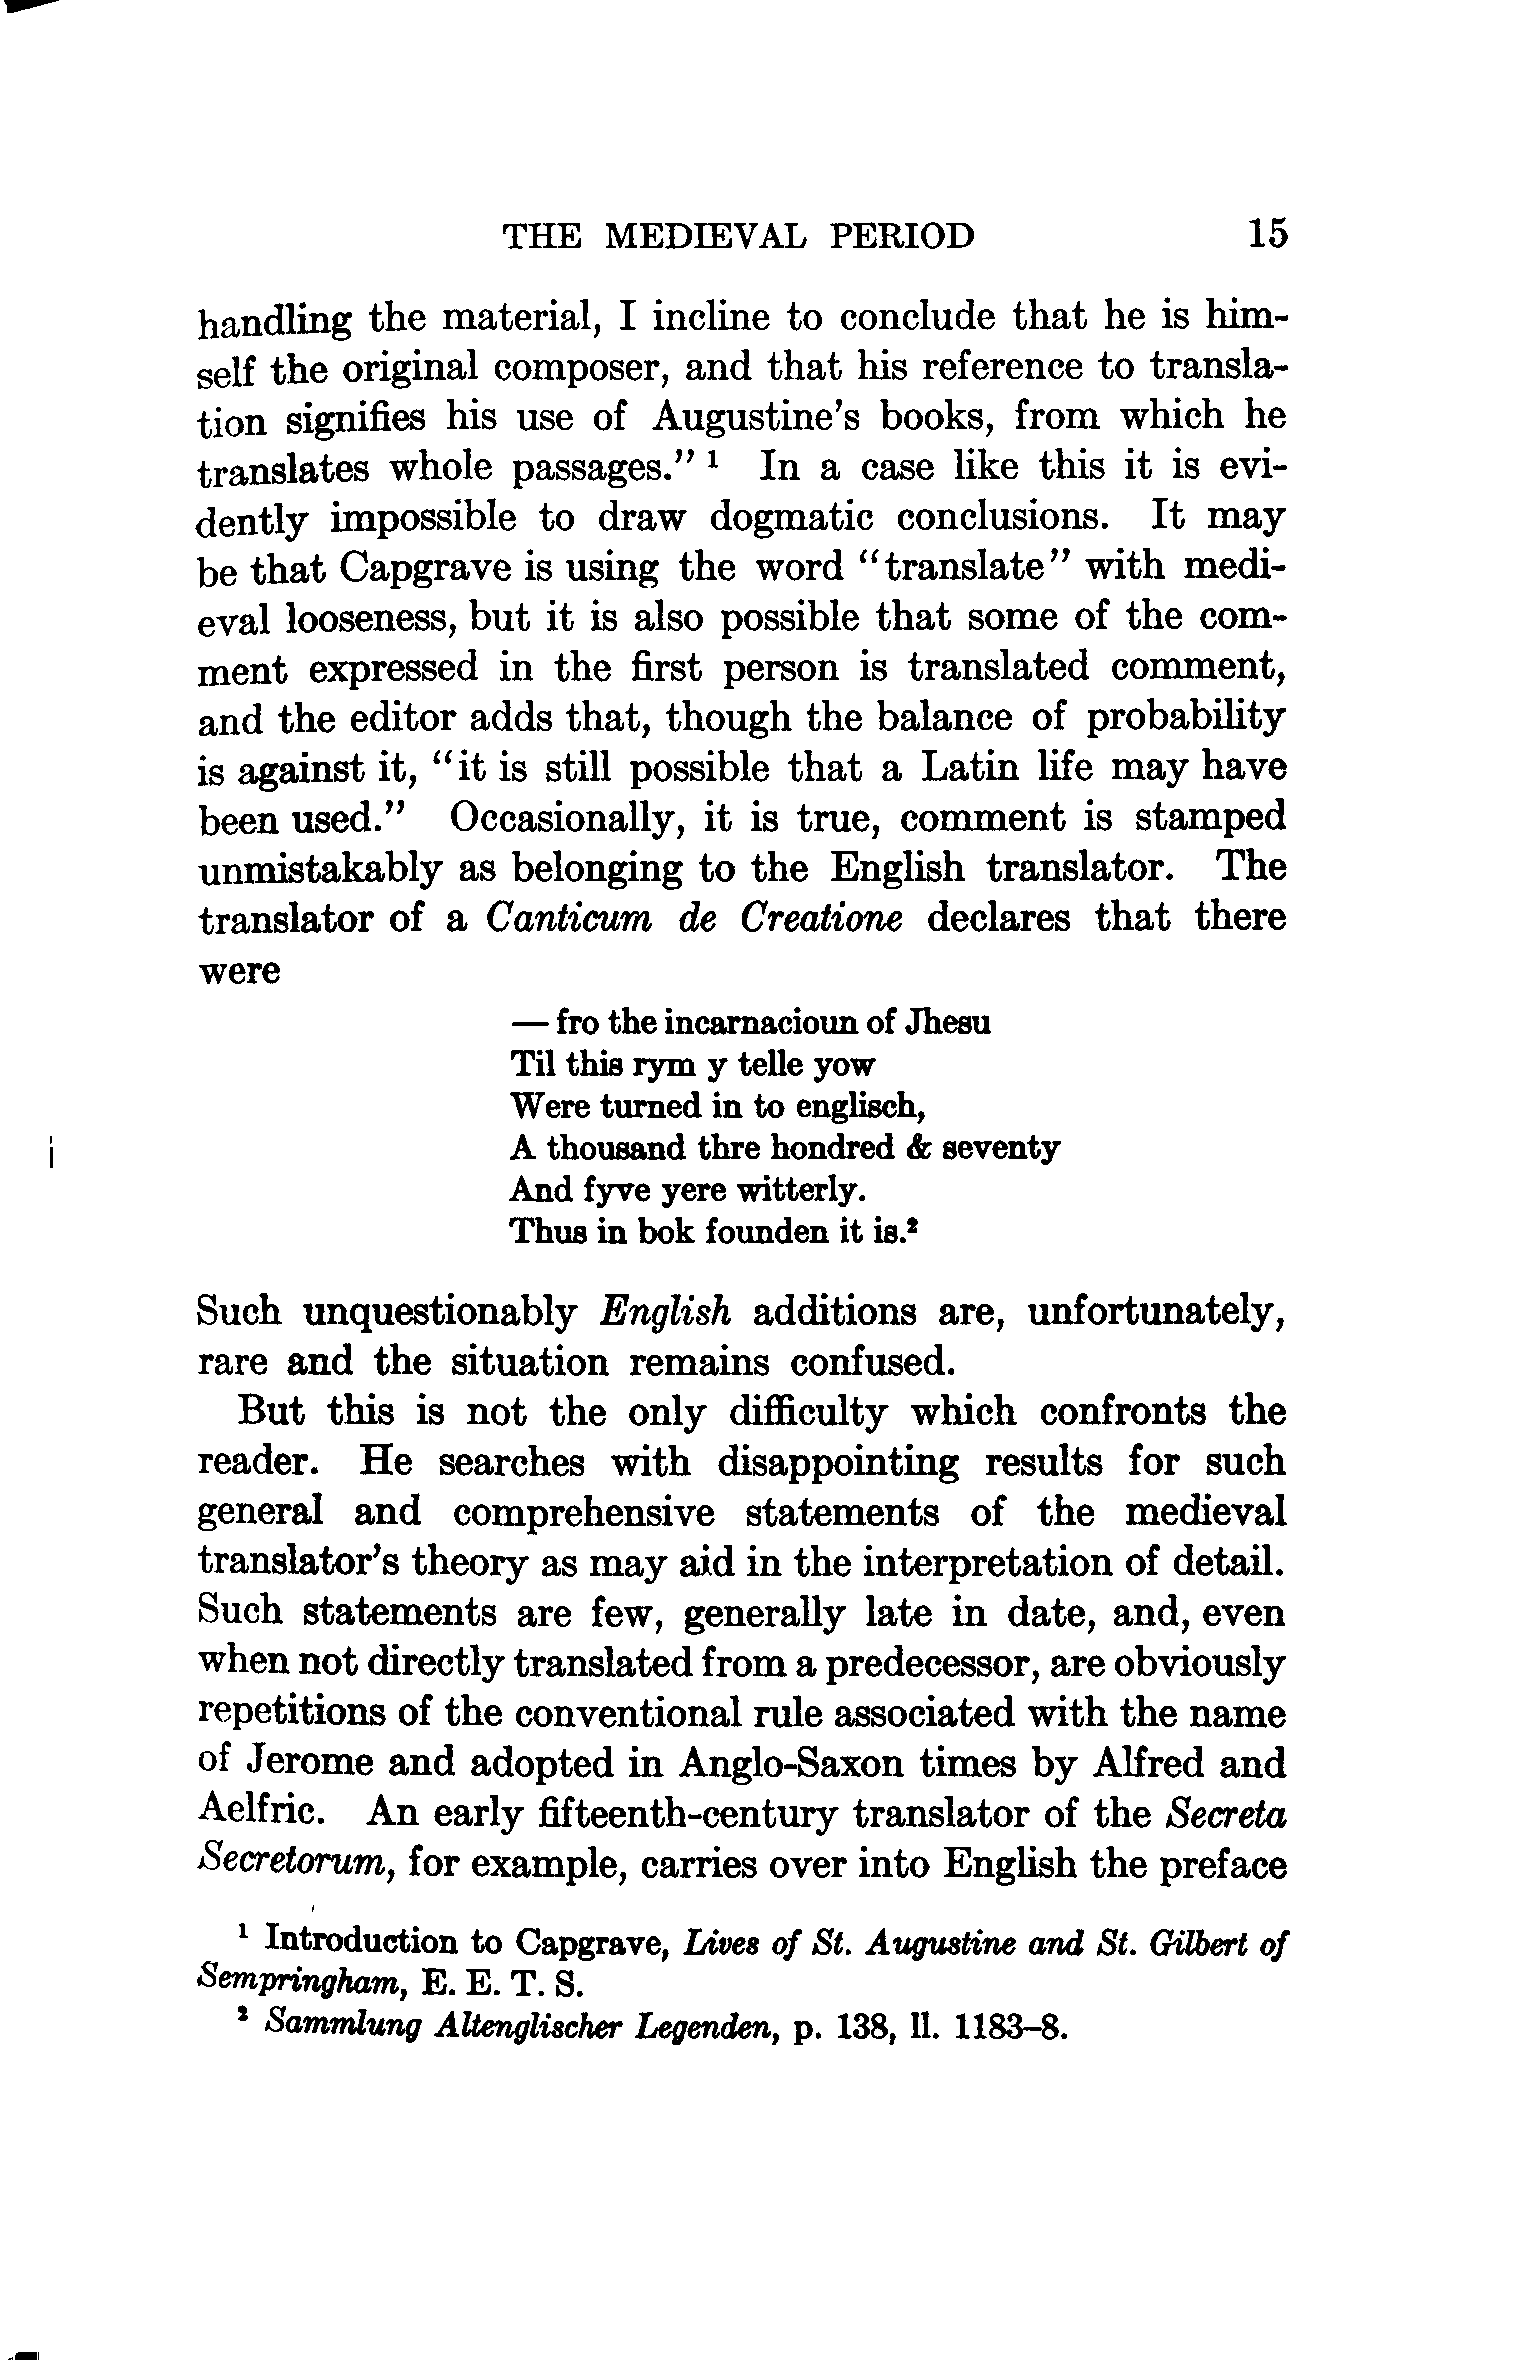 THE MEDIEVAL PERIOD 15
handling the material, I incline to conclude that he is him-
self the original composer, and that his reference to transla-
tion signifies his use of Augustine's books, from which he
translates whole passages." ¹ In a case like this it is evi-
dently impossible to draw dogmatic conclusions. It may
be that Capgrave is using the word "translate" with medi-
eval looseness, but it is also possible that some of the com-
ment expressed in the first person is translated comment,
and the editor adds that, though the balance of probability
is against it, "it is still possible that a Latin life may have
been used." Occasionally, it is true, comment is stamped
unmistakably as belonging to the English translator. The
translator of a Canticum de Creatione declares that there
were
— fro the incarnacioun of Jhesu
Til this rym y telle yow
Were turned in to englisch,
A thousand thre hondred & seventy
And fyve yere witterly.
Thus in bok founden it is.²
Such unquestionably English additions are, unfortunately,
rare and the situation remains confused.
But this is not the only difficulty which confronts the
reader. He searches with disappointing results for such
general and comprehensive statements of the medieval
translator's theory as may aid in the interpretation of detail.
Such statements are few, generally late in date, and, even
when not directly translated from a predecessor, are obviously
repetitions of the conventional rule associated with the name
of Jerome and adopted in Anglo-Saxon times by Alfred and
Aelfric. An early fifteenth-century translator of the Secreta
Secretorum, for example, carries over into English the preface
¹ Introduction to Capgrave, Lives of St. Augustine and St. Gilbert of
Sempringham, E. E. T. S.
² Sammlung Altenglischer Legenden, p. 138, ll. 1183–8.